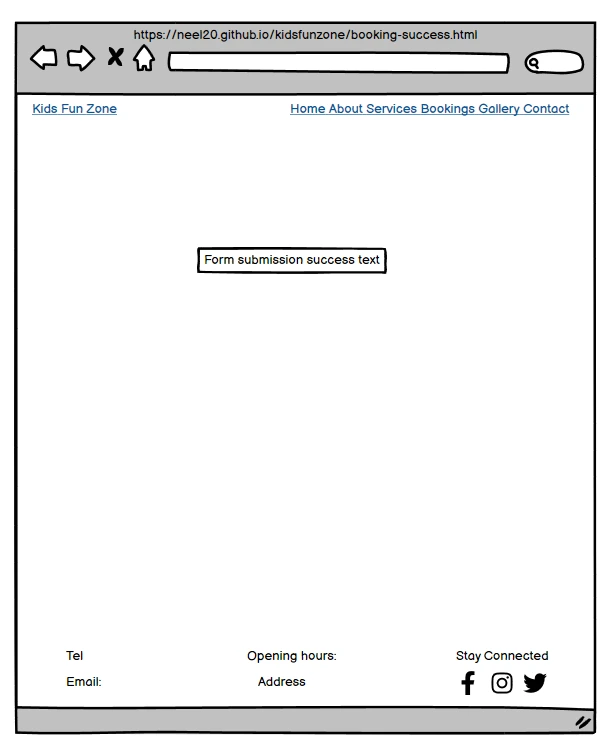 https://neel20.github.io/kidsfunzone/booking-success.html
Kids Fun Zone
Home About Services Bookings Gallery Contact
Form submission success text
Tel
Opening hours:
Stay Connected
Email:
Address